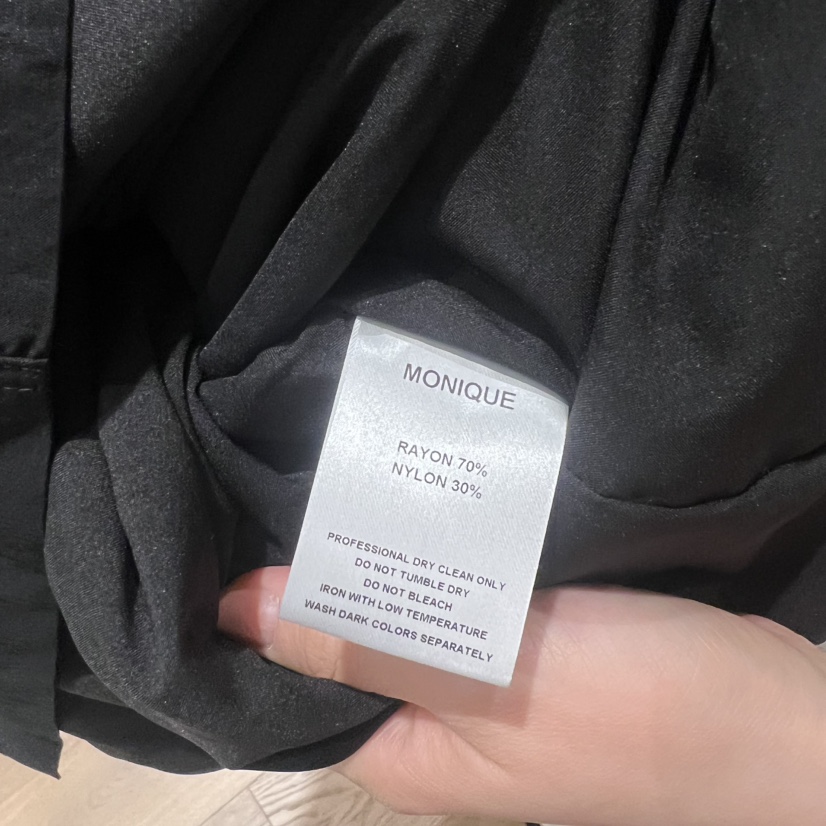 MONIQUE
RAYON 70%
NYLON 30%
PROFESSIONAL DRY CLEAN ONLY
DO NOT TUMBLE DRY
DO NOT BLEACH
IRON WITH LOW TEMPERATURE
WASH DARK COLORS SEPARATELY